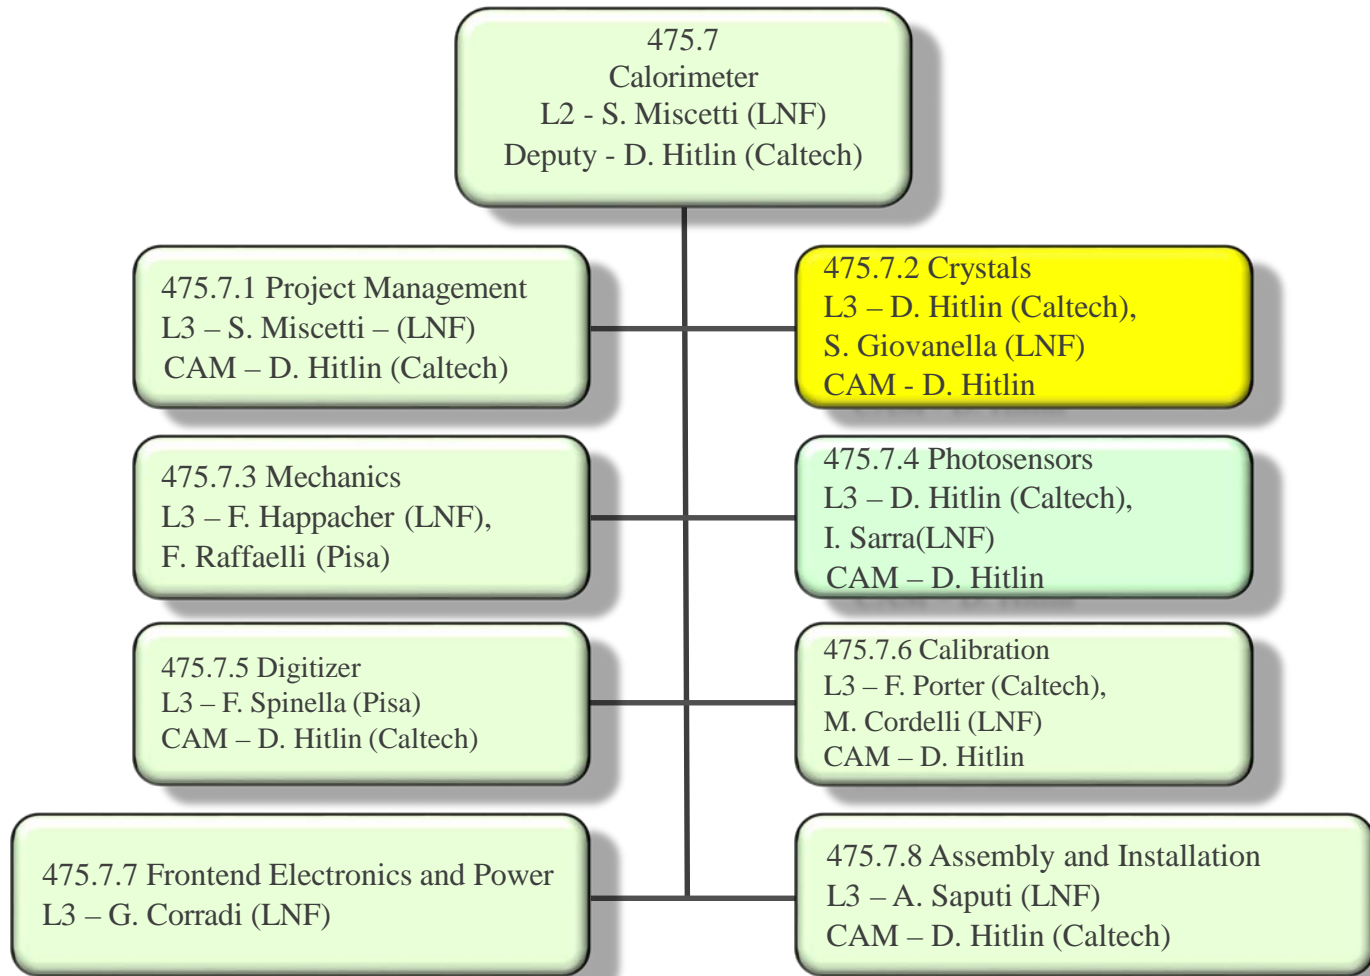 475.7
Calorimeter
L2 - S. Miscetti (LNF)
Deputy - D. Hitlin (Caltech)
475.7.1 Project Management
L3 – S. Miscetti – (LNF)
CAM – D. Hitlin (Caltech)
475.7.2 Crystals
L3 – D. Hitlin (Caltech),
S. Giovanella (LNF)
CAM - D. Hitlin
475.7.3 Mechanics
L3 – F. Happacher (LNF),
F. Raffaelli (Pisa)
475.7.4 Photosensors
L3 – D. Hitlin (Caltech),
I. Sarra(LNF)
CAM – D. Hitlin
475.7.5 Digitizer
L3 – F. Spinella (Pisa)
CAM – D. Hitlin (Caltech)
475.7.6 Calibration
L3 – F. Porter (Caltech),
M. Cordelli (LNF)
CAM – D. Hitlin
475.7.7 Frontend Electronics and Power
L3 – G. Corradi (LNF)
475.7.8 Assembly and Installation
L3 – A. Saputi (LNF)
CAM – D. Hitlin (Caltech)